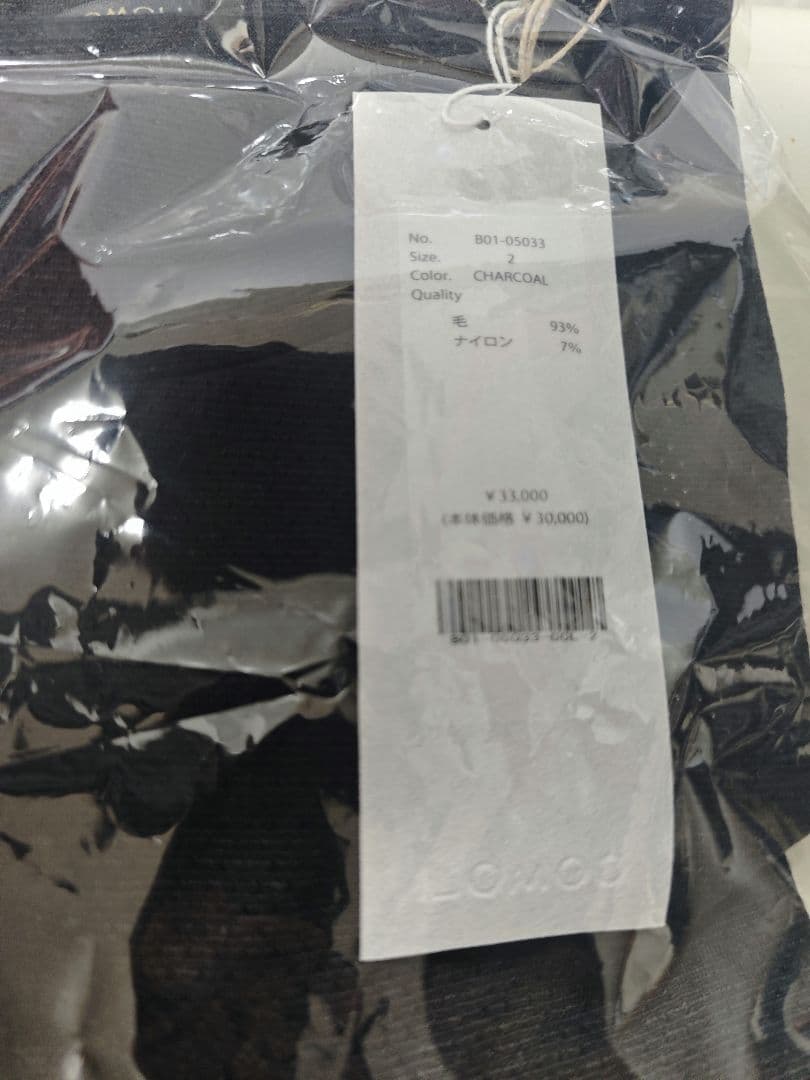 No. B01-05033
Size. 2
Color. CHARCOAL
Quality
毛 93%
ナイロン 7%
¥33,000
(本体価格 ¥30,000)